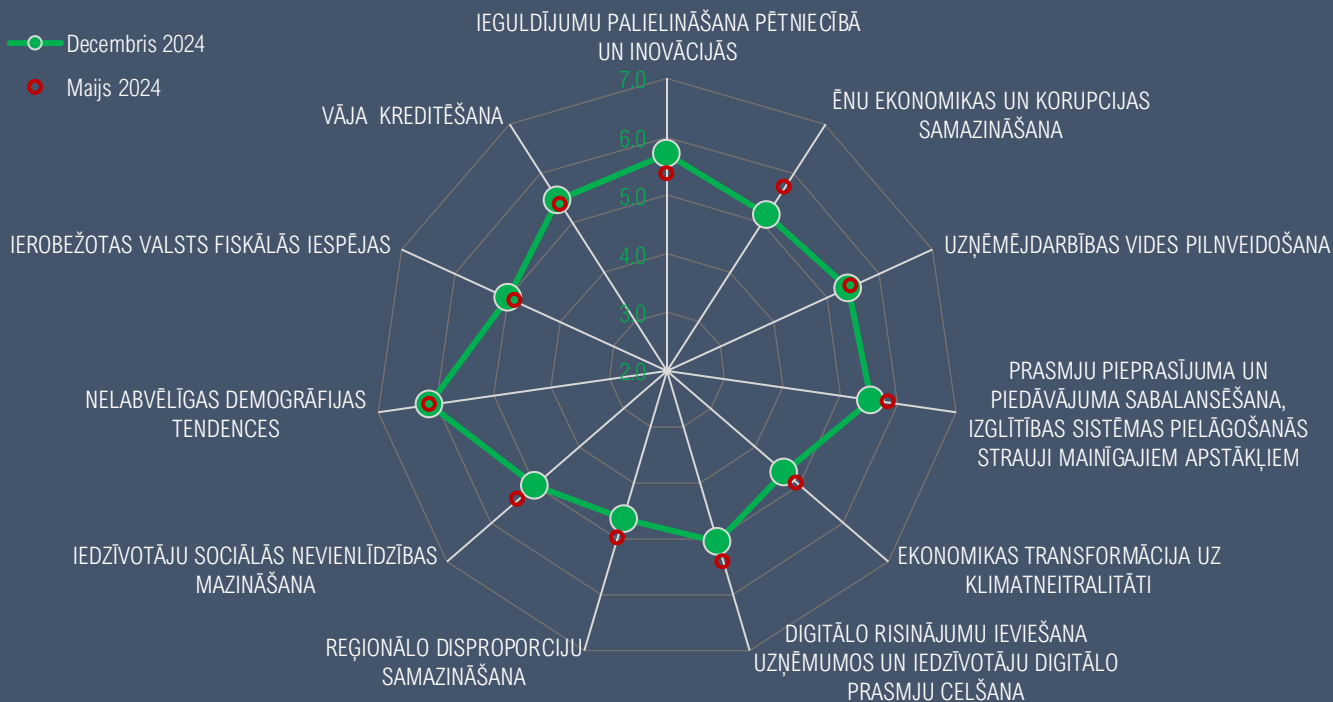 Decembris 2024
Maijs 2024
IEGULDĪJUMU PALIELINĀŠANA PĒTNIECĪBĀ
UN INOVĀCIJĀS
ĒNU EKONOMIKAS UN KORUPCIJAS
SAMAZINĀŠANA
UZŅĒMĒJDARBĪBAS VIDES PILNVEIDOŠANA
PRASMJU PIEPRASĪJUMA UN
PIEDĀVĀJUMA SABALANSĒŠANA,
IZGLĪTĪBAS SISTĒMAS PIELĀGOŠANĀS
STRAUJI MAINĪGAJIEM APSTĀKĻIEM
EKONOMIKAS TRANSFORMĀCIJA UZ
KLIMATNEITRALITĀTI
DIGITĀLO RISINĀJUMU IEVIEŠANA
UZŅĒMUMOS UN IEDZĪVOTĀJU DIGITĀLO
PRASMJU CELŠANA
REĢIONĀLO DISPROPORCIJU
SAMAZINĀŠANA
IEDZĪVOTĀJU SOCIĀLĀS NEVIENLĪDZĪBAS
MAZINĀŠANA
NELABVĒLĪGAS DEMOGRĀFIJAS
TENDENCES
IEROBEŽOTAS VALSTS FISKĀLĀS IESPĒJAS
VĀJA KREDITĒŠANA
7.0
6.0
5.0
4.0
3.0
2.0